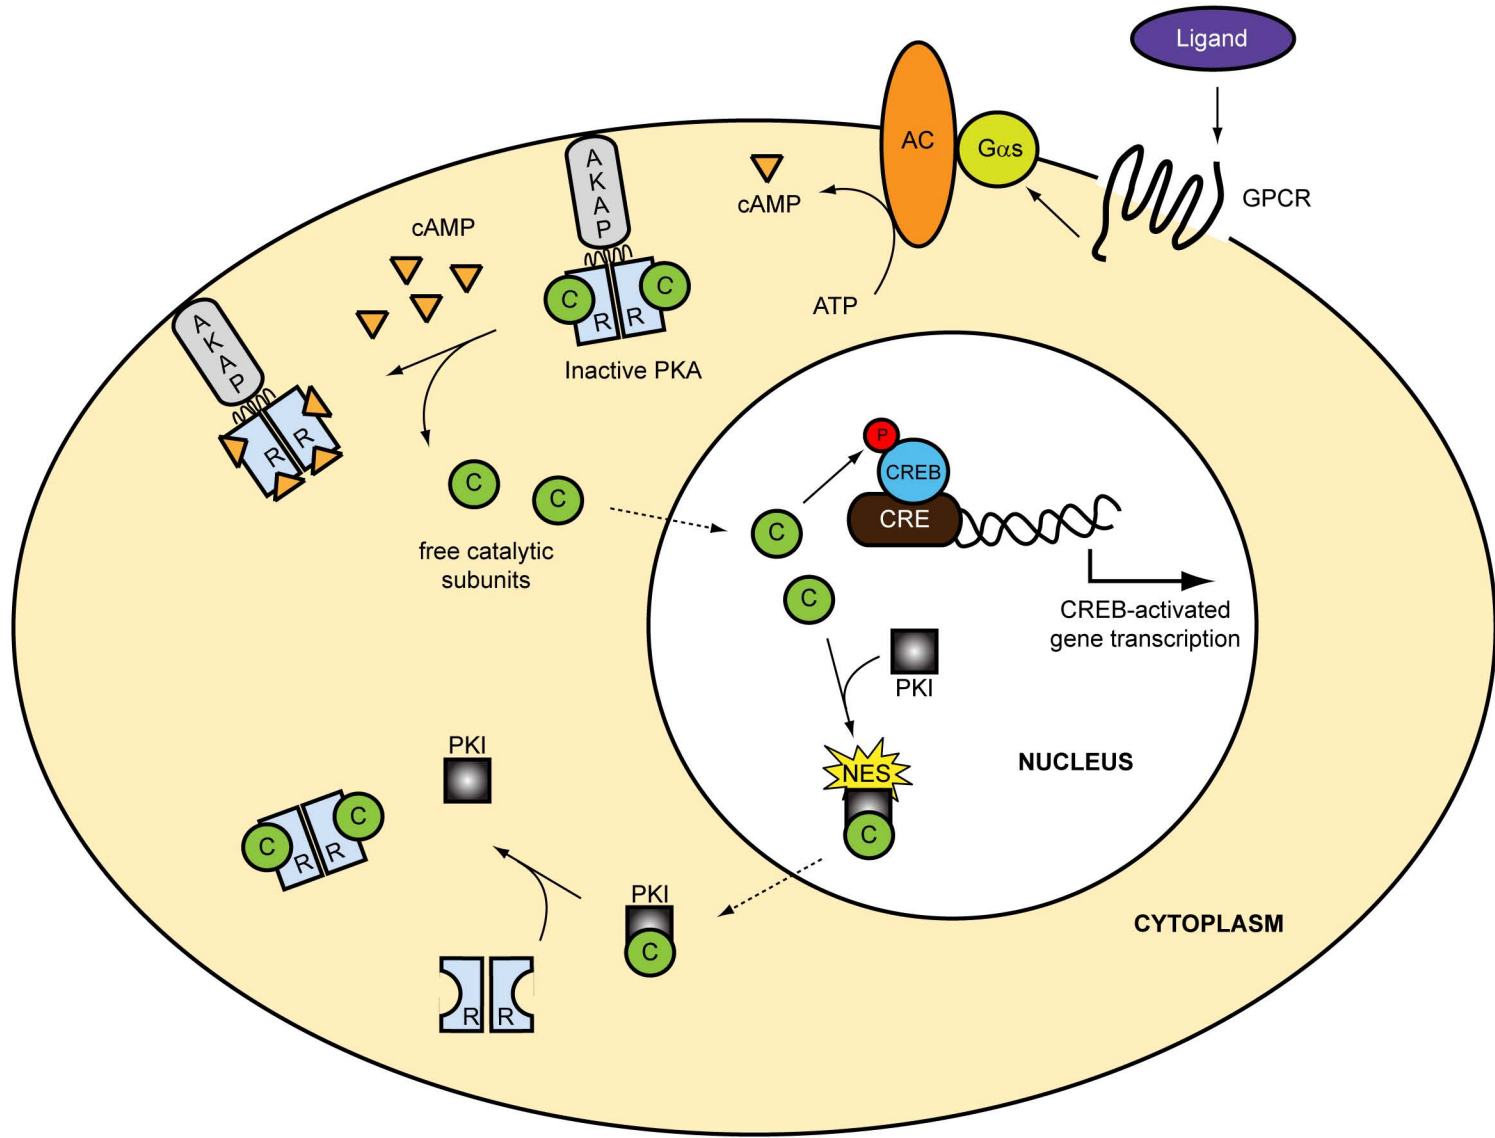 Ligand
AC
Gαs
GPCR
A
K
A
P
cAMP
cAMP
ATP
C
C
R
R
Inactive PKA
A
K
A
P
R
R
C
C
free catalytic
subunits
P
CREB
CRE
C
C
CREB-activated
gene transcription
PKI
NES
C
NUCLEUS
PKI
C
C
R
R
PKI
C
R
R
CYTOPLASM